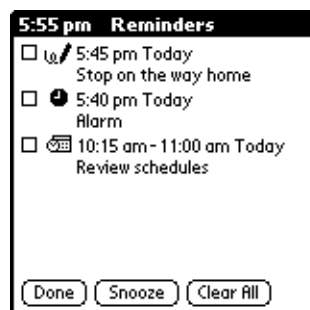 5:55 pm Reminders
5:45 pm Today
Stop on the way home
5:40 pm Today
Alarm
10:15 am - 11:00 am Today
Review schedules
Done Snooze Clear All